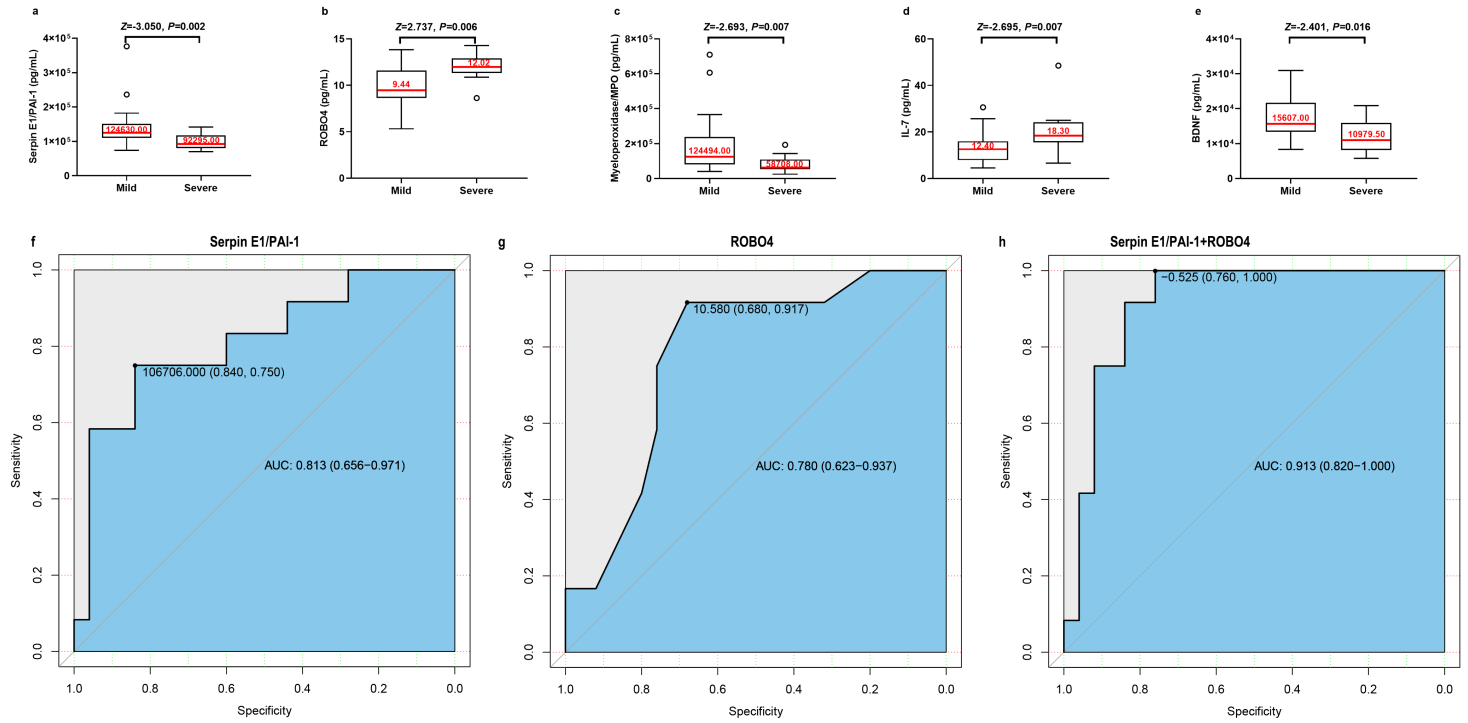 a
Z=-3.050, P=0.002
Serpin E1/PAI-1 (pg/mL)
4×10⁵
3×10⁵
2×10⁵
1×10⁵
0
124630.00
92295.00
Mild
Severe
b
Z=2.737, P=0.006
ROBO4 (pg/mL)
15
10
5
0
9.44
12.02
Mild
Severe
c
Z=-2.693, P=0.007
Myeloperoxidase/MPO (pg/mL)
8×10⁵
6×10⁵
4×10⁵
2×10⁵
0
124494.00
58708.00
Mild
Severe
d
Z=-2.695, P=0.007
IL-7 (pg/mL)
60
40
20
0
12.40
18.30
Mild
Severe
e
Z=-2.401, P=0.016
BDNF (pg/mL)
4×10⁴
3×10⁴
2×10⁴
1×10⁴
0
15607.00
10979.50
Mild
Severe
f
Serpin E1/PAI-1
Sensitivity
1.0
0.8
0.6
0.4
0.2
0.0
106706.000 (0.840, 0.750)
AUC: 0.813 (0.656−0.971)
1.0 0.8 0.6 0.4 0.2 0.0
Specificity
g
ROBO4
Sensitivity
1.0
0.8
0.6
0.4
0.2
0.0
10.580 (0.680, 0.917)
AUC: 0.780 (0.623−0.937)
1.0 0.8 0.6 0.4 0.2 0.0
Specificity
h
Serpin E1/PAI-1+ROBO4
Sensitivity
1.0
0.8
0.6
0.4
0.2
0.0
−0.525 (0.760, 1.000)
AUC: 0.913 (0.820−1.000)
1.0 0.8 0.6 0.4 0.2 0.0
Specificity